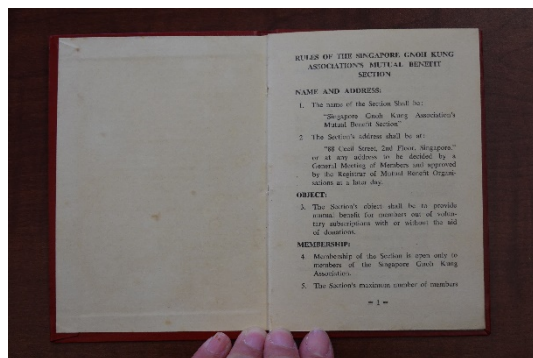 RULES OF THE SINGAPORE GNOH KUNG
ASSOCIATION'S MUTUAL BENEFIT
SECTION
NAME AND ADDRESS:
1. The name of the Section Shall be:
"Singapore Gnoh Kung Association's
Mutual Benefit Section"
2. The Section's address shall be at:
"88 Street, 2nd Floor, Singapore."
or at any address to be decided by a
General Meeting of Members and approved
by the Registrar of Mutual Benefit Organi-
sations at a later day.
OBJECT:
3. The Section's object shall be to provide
mutual benefit for members out of volun-
tary subscriptions with or without the aid
of donations.
MEMBERSHIP:
4. Membership of the Section is open only to
members of the Singapore Gnoh Kung
Association.
5. The Section's maximum number of members
— 1 —